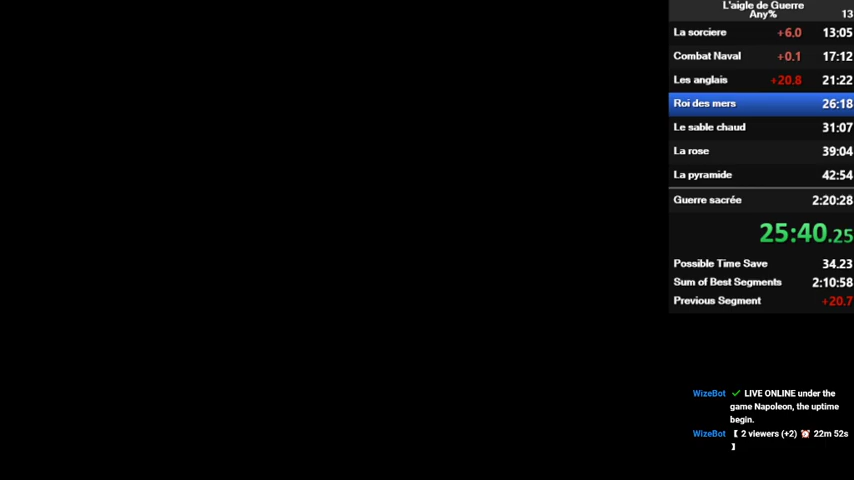 L'aigle de Guerre
Any% 13
La sorciere +6.0 13:05
Combat Naval +0.1 17:12
Les anglais +20.8 21:22
Roi des mers 26:18
Le sable chaud 31:07
La rose 39:04
La pyramide 42:54
Guerre sacrée 2:20:28
25:40.25
Possible Time Save 34.23
Sum of Best Segments 2:10:58
Previous Segment +20.7
WizeBot ✓ LIVE ONLINE under the
game Napoleon, the uptime
begin.
WizeBot 【 2 viewers (+2) ⏰ 22m 52s
】